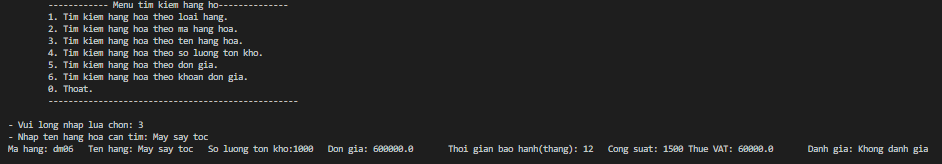 ------------ Menu tim kiem hang ho--------------
1. Tim kiem hang hoa theo loai hang.
2. Tim kiem hang hoa theo ma hang hoa.
3. Tim kiem hang hoa theo ten hang hoa.
4. Tim kiem hang hoa theo so luong ton kho.
5. Tim kiem hang hoa theo don gia.
6. Tim kiem hang hoa theo khoan don gia.
0. Thoat.
--------------------------------------------------
- Vui long nhap lua chon: 3
- Nhap ten hang hoa can tim: May say toc
Ma hang: dm06 Ten hang: May say toc So luong ton kho:1000 Don gia: 600000.0 Thoi gian bao hanh(thang): 12 Cong suat: 1500 Thue VAT: 60000.0 Danh gia: Khong danh gia